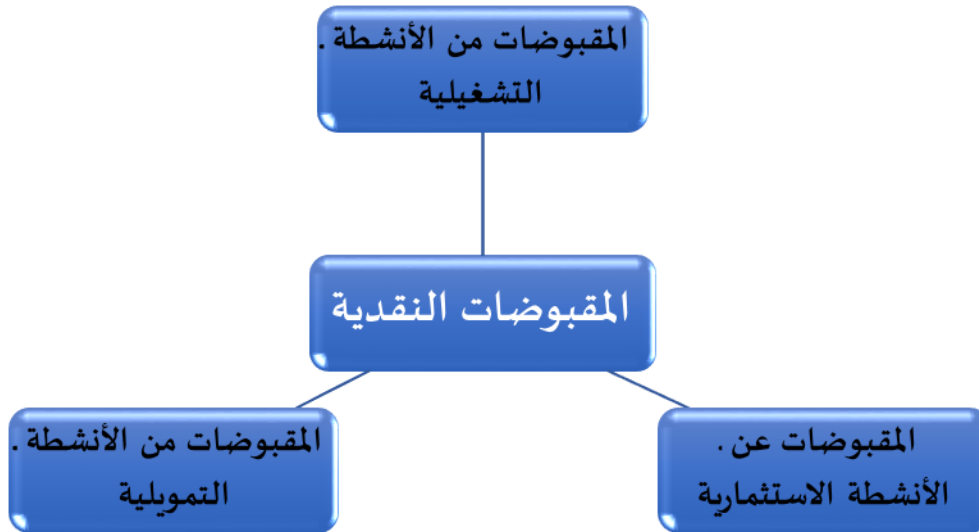 المقبوضات من الأنشطة .
التشغيلية
المقبوضات النقدية
المقبوضات عن .
الأنشطة الاستثمارية
المقبوضات من الأنشطة .
التمويلية